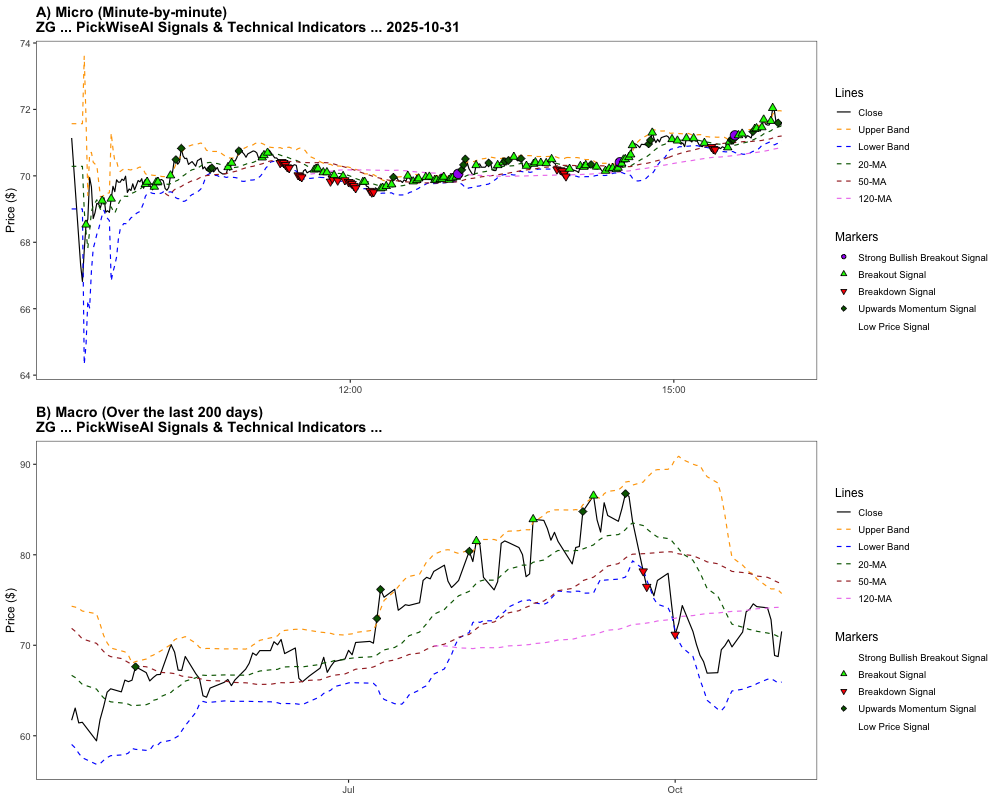 A) Micro (Minute-by-minute)
ZG ... PickWiseAI Signals & Technical Indicators ... 2025-10-31
74
72
70
68
66
64
Price ($)
12:00
15:00
Lines
Close
Upper Band
Lower Band
20-MA
50-MA
120-MA
Markers
Strong Bullish Breakout Signal
Breakout Signal
Breakdown Signal
Upwards Momentum Signal
Low Price Signal
B) Macro (Over the last 200 days)
ZG ... PickWiseAI Signals & Technical Indicators ...
90
80
70
60
Price ($)
Jul
Oct
Lines
Close
Upper Band
Lower Band
20-MA
50-MA
120-MA
Markers
Strong Bullish Breakout Signal
Breakout Signal
Breakdown Signal
Upwards Momentum Signal
Low Price Signal